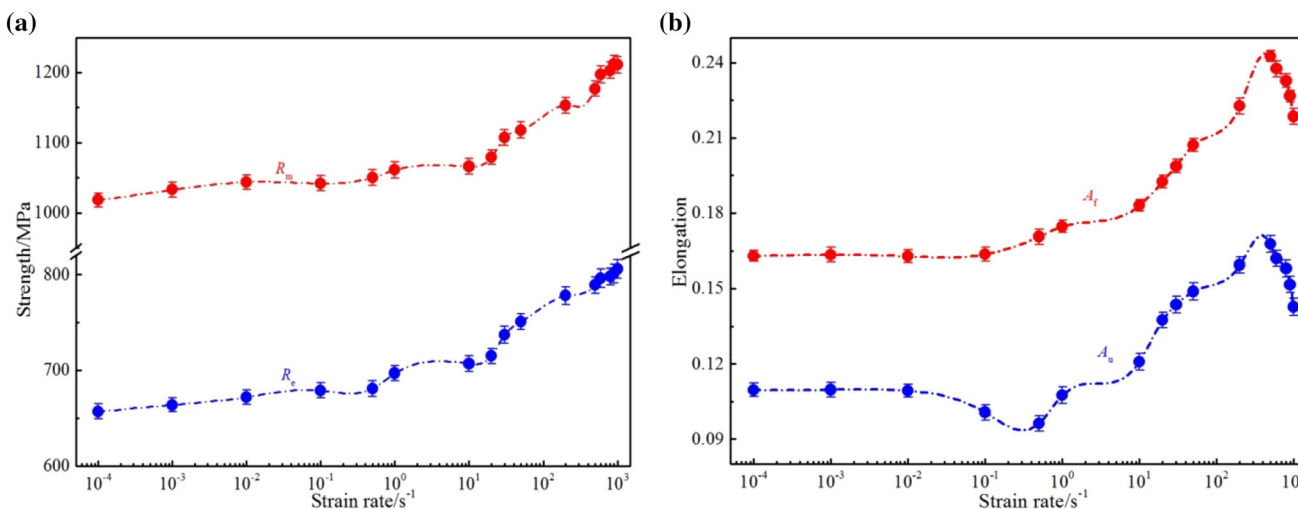 (a)
1200
1100
1000
800
700
600
Strength/MPa
Rm
Re
10-4 10-3 10-2 10-1 100 101 102 103
Strain rate/s-1
(b)
0.24
0.21
0.18
0.15
0.12
0.09
Elongation
Af
Au
10-4 10-3 10-2 10-1 100 101 102 10
Strain rate/s-1